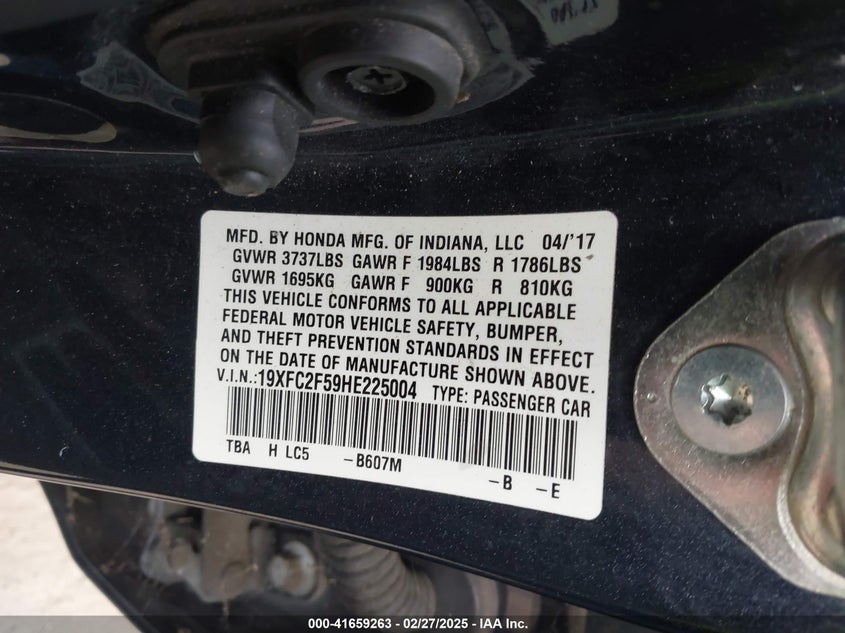 MFD. BY HONDA MFG. OF INDIANA, LLC 04/'17
GVWR 3737LBS GAWR F 1984LBS R 1786LBS
GVWR 1695KG GAWR F 900KG R 810KG
THIS VEHICLE CONFORMS TO ALL APPLICABLE
FEDERAL MOTOR VEHICLE SAFETY, BUMPER,
AND THEFT PREVENTION STANDARDS IN EFFECT
ON THE DATE OF MANUFACTURE SHOWN ABOVE.
V.I.N.:19XFC2F59HE225004 TYPE: PASSENGER CAR
TBA H LC5 -B607M
-B -E
000-41659263 - 02/27/2025 - IAA Inc.